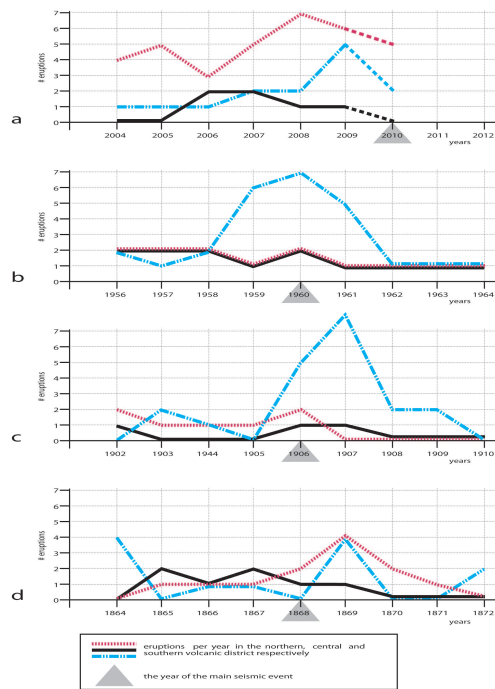 7
6
5
4
3
2
1
0
# eruptions
a
2004 2005 2006 2007 2008 2009 2010 2011 2012
years
7
6
5
4
3
2
1
0
# eruptions
b
1956 1957 1958 1959 1960 1961 1962 1963 1964
years
7
6
5
4
3
2
1
0
# eruptions
c
1902 1903 1944 1905 1906 1907 1908 1909 1910
years
7
6
5
4
3
2
1
0
# eruptions
d
1864 1865 1866 1867 1868 1869 1870 1871 1872
years
eruptions per year in the northern, central and
southern volcanic district respectively
the year of the main seismic event